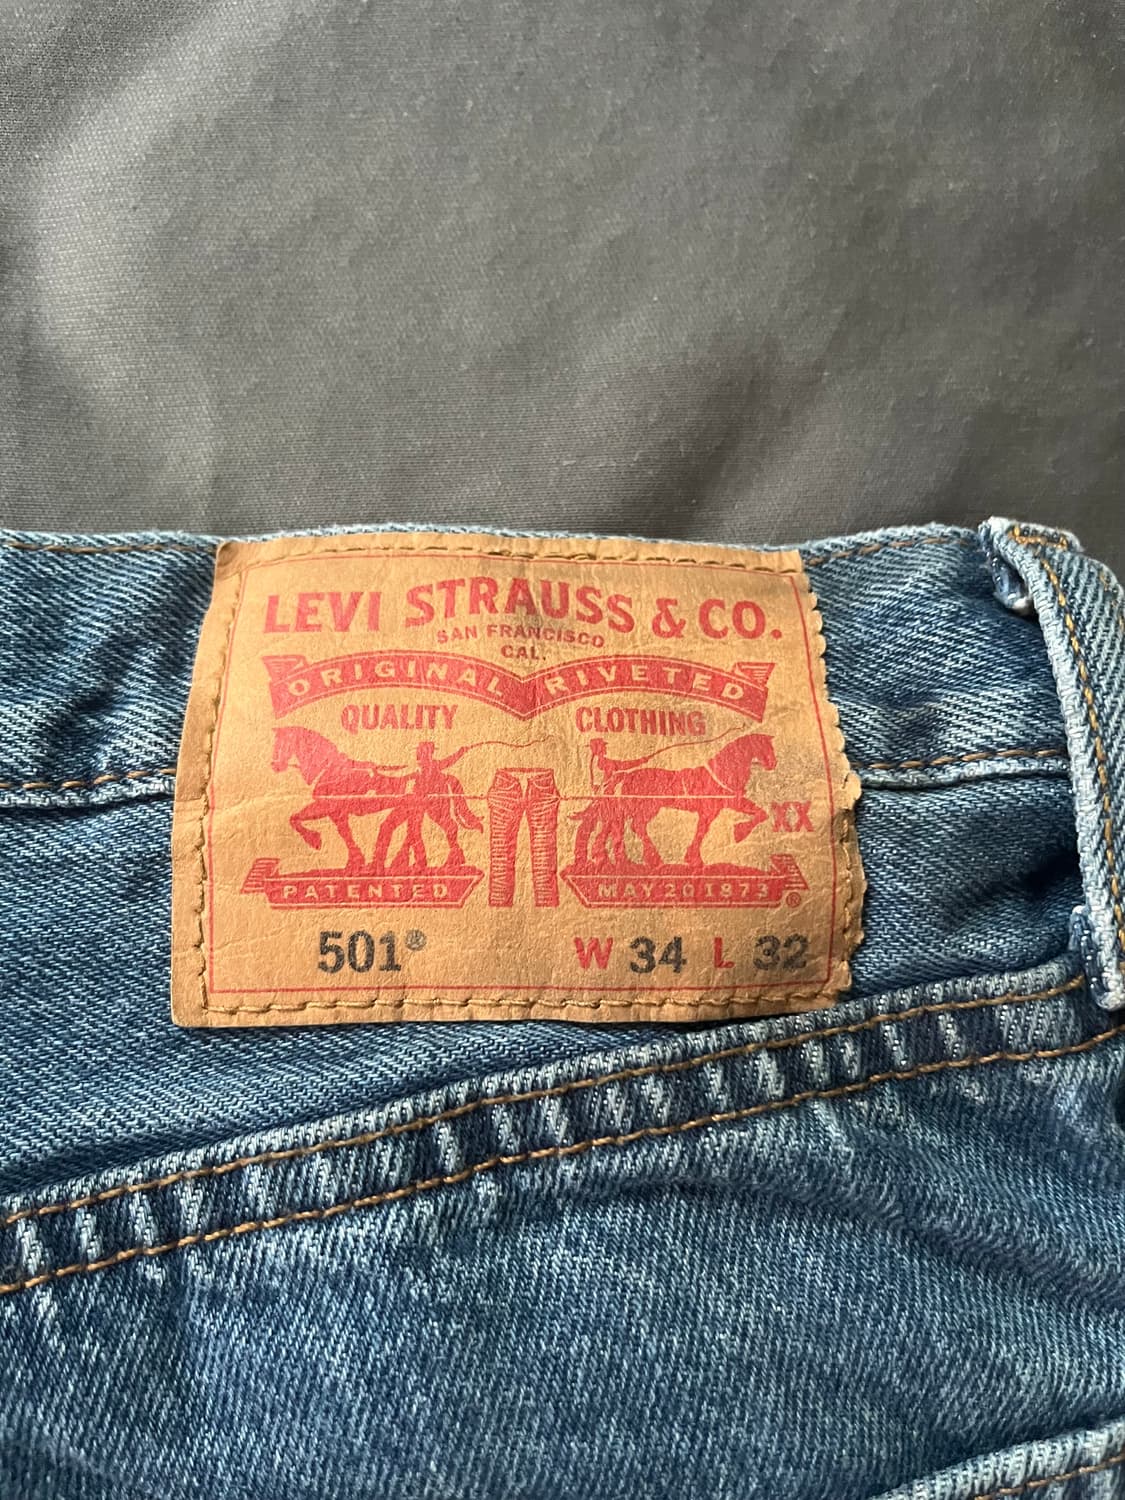 LEVI STRAUSS & CO.
SAN FRANCISCO
CAL.
ORIGINAL RIVETED
QUALITY CLOTHING
XX
PATENTED MAY 20 1873 ®
501® W 34 L 32